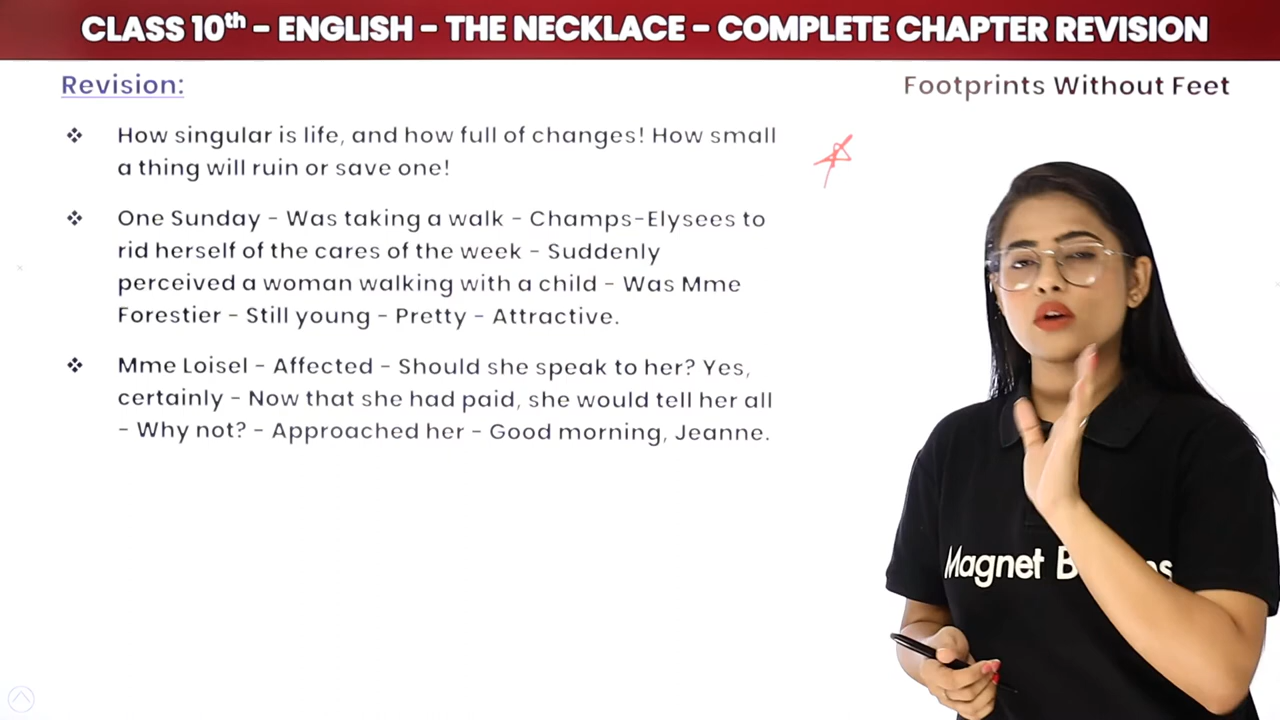 CLASS 10th - ENGLISH - THE NECKLACE - COMPLETE CHAPTER REVISION
Revision:
Footprints Without Feet
❖ How singular is life, and how full of changes! How small
a thing will ruin or save one!
❖ One Sunday - Was taking a walk - Champs-Elysees to
rid herself of the cares of the week - Suddenly
perceived a woman walking with a child - Was Mme
Forestier - Still young - Pretty - Attractive.
❖ Mme Loisel - Affected - Should she speak to her? Yes,
certainly - Now that she had paid, she would tell her all
- Why not? - Approached her - Good morning, Jeanne.
Magnet